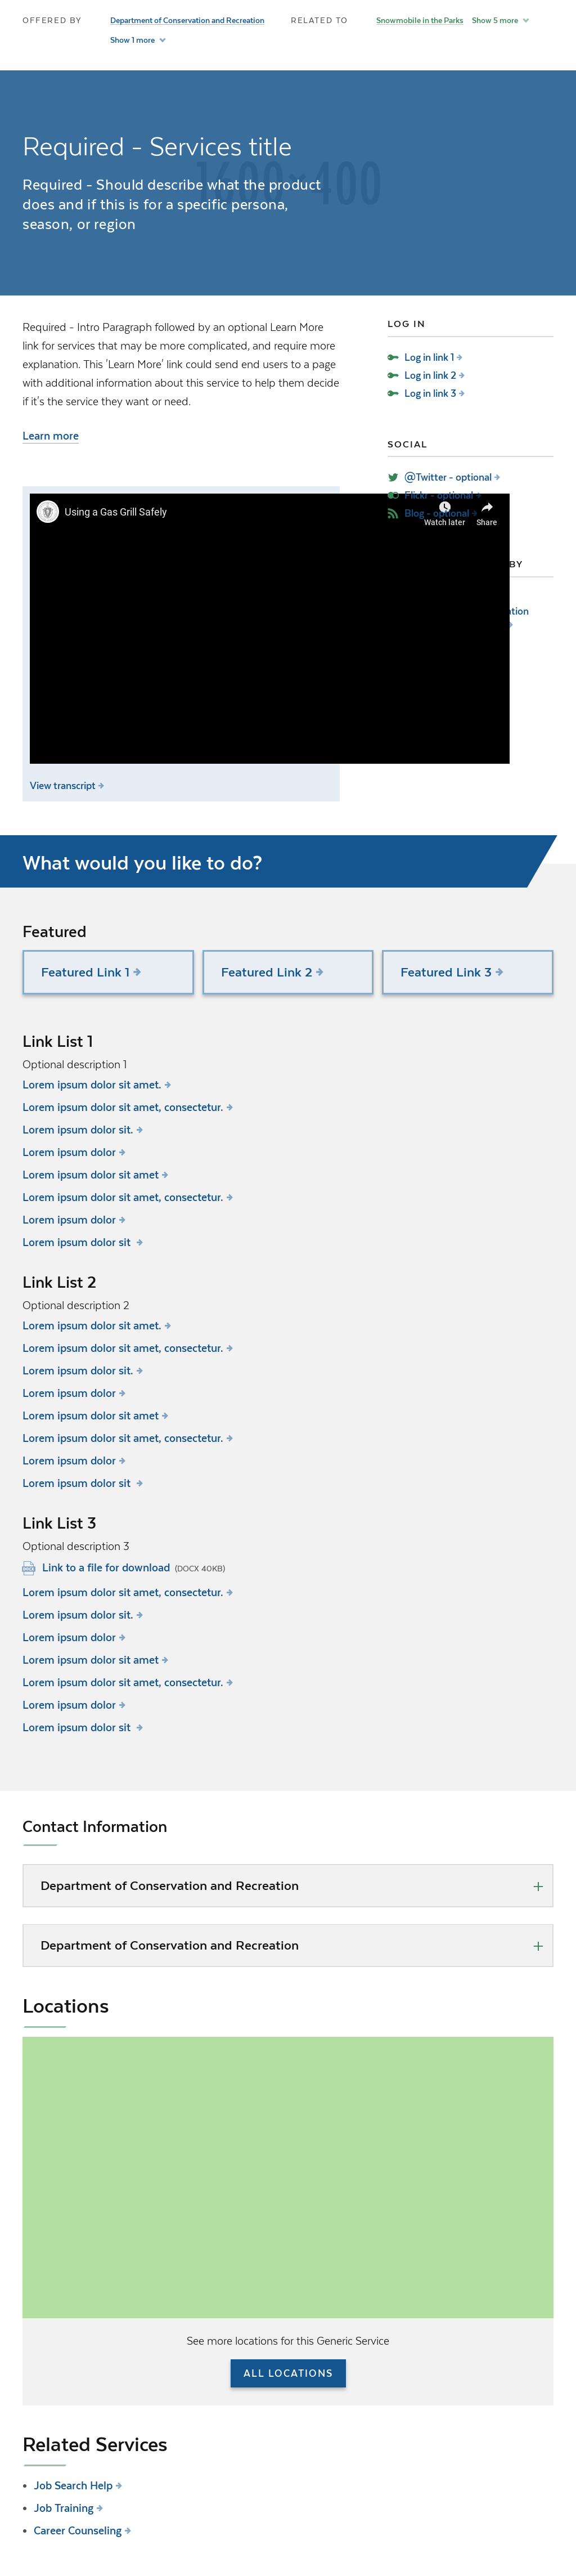 OFFERED BY
Department of Conservation and Recreation
Show 1 more
RELATED TO
Snowmobile in the Parks
Show 5 more
Required - Services title
1600×400
Required - Should describe what the product
does and if this is for a specific persona,
season, or region
Required - Intro Paragraph followed by an optional Learn More
link for services that may be more complicated, and require more
explanation. This 'Learn More' link could send end users to a page
with additional information about this service to help them decide
if it's the service they want or need.
Learn more
LOG IN
Log in link 1
Log in link 2
Log in link 3
SOCIAL
@Twitter - optional
Flickr - optional
Blog - optional
BY
Using a Gas Grill Safely
Watch later
Share
View transcript
What would you like to do?
Featured
Featured Link 1
Featured Link 2
Featured Link 3
Link List 1
Optional description 1
Lorem ipsum dolor sit amet.
Lorem ipsum dolor sit amet, consectetur.
Lorem ipsum dolor sit.
Lorem ipsum dolor
Lorem ipsum dolor sit amet
Lorem ipsum dolor sit amet, consectetur.
Lorem ipsum dolor
Lorem ipsum dolor sit
Link List 2
Optional description 2
Lorem ipsum dolor sit amet.
Lorem ipsum dolor sit amet, consectetur.
Lorem ipsum dolor sit.
Lorem ipsum dolor
Lorem ipsum dolor sit amet
Lorem ipsum dolor sit amet, consectetur.
Lorem ipsum dolor
Lorem ipsum dolor sit
Link List 3
Optional description 3
Link to a file for download (DOCX 40KB)
Lorem ipsum dolor sit amet, consectetur.
Lorem ipsum dolor sit.
Lorem ipsum dolor
Lorem ipsum dolor sit amet
Lorem ipsum dolor sit amet, consectetur.
Lorem ipsum dolor
Lorem ipsum dolor sit
Contact Information
Department of Conservation and Recreation
Department of Conservation and Recreation
Locations
See more locations for this Generic Service
ALL LOCATIONS
Related Services
Job Search Help
Job Training
Career Counseling